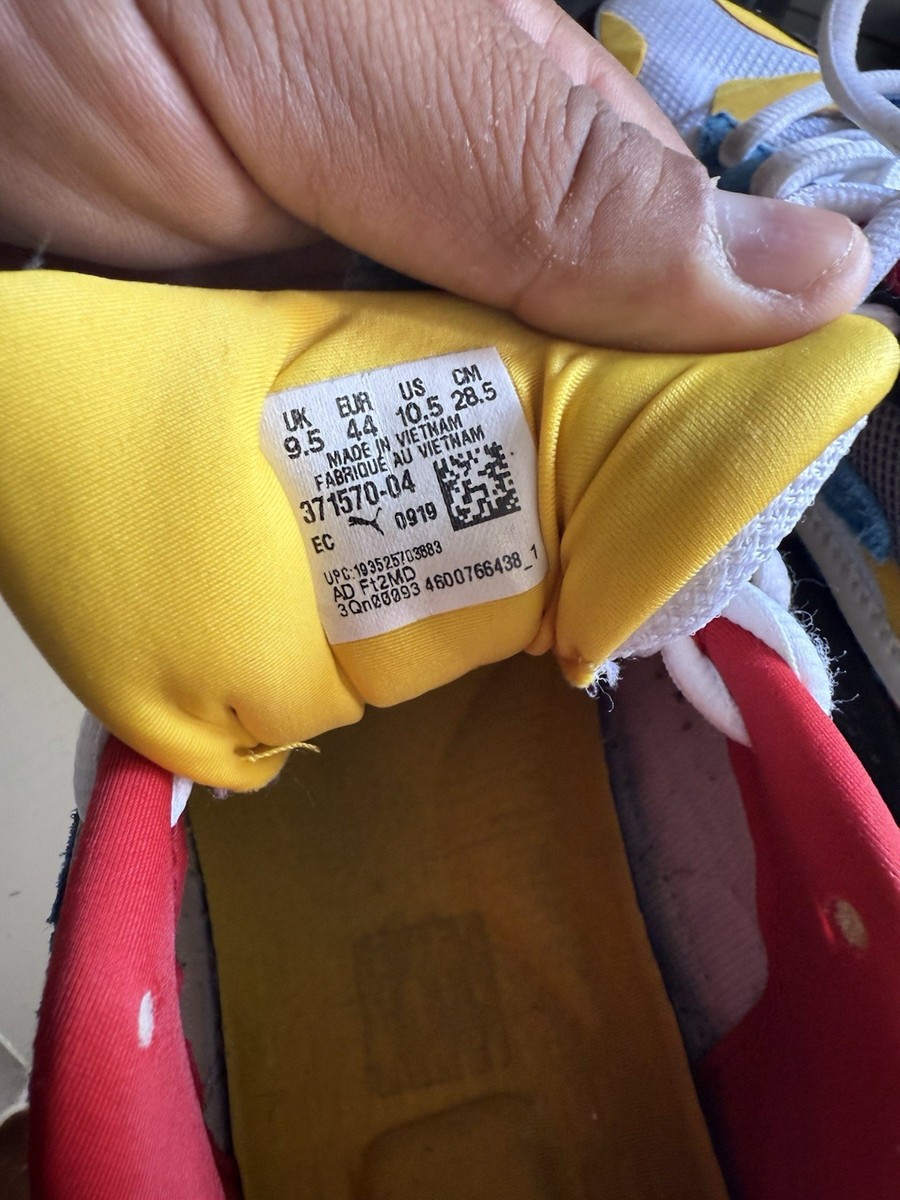 UK EUR US CM
9.5 44 10.5 28.5
MADE IN VIETNAM
FABRIQUE AU VIETNAM
371570-04
EC 0919
UPC:193525703883
AD Ft2MD
3Qn00093 4600766438_1